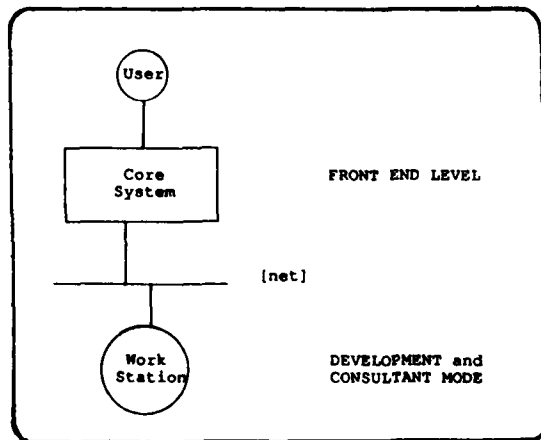 User
Core
System
FRONT END LEVEL
[net]
Work
Station
DEVELOPMENT and
CONSULTANT MODE